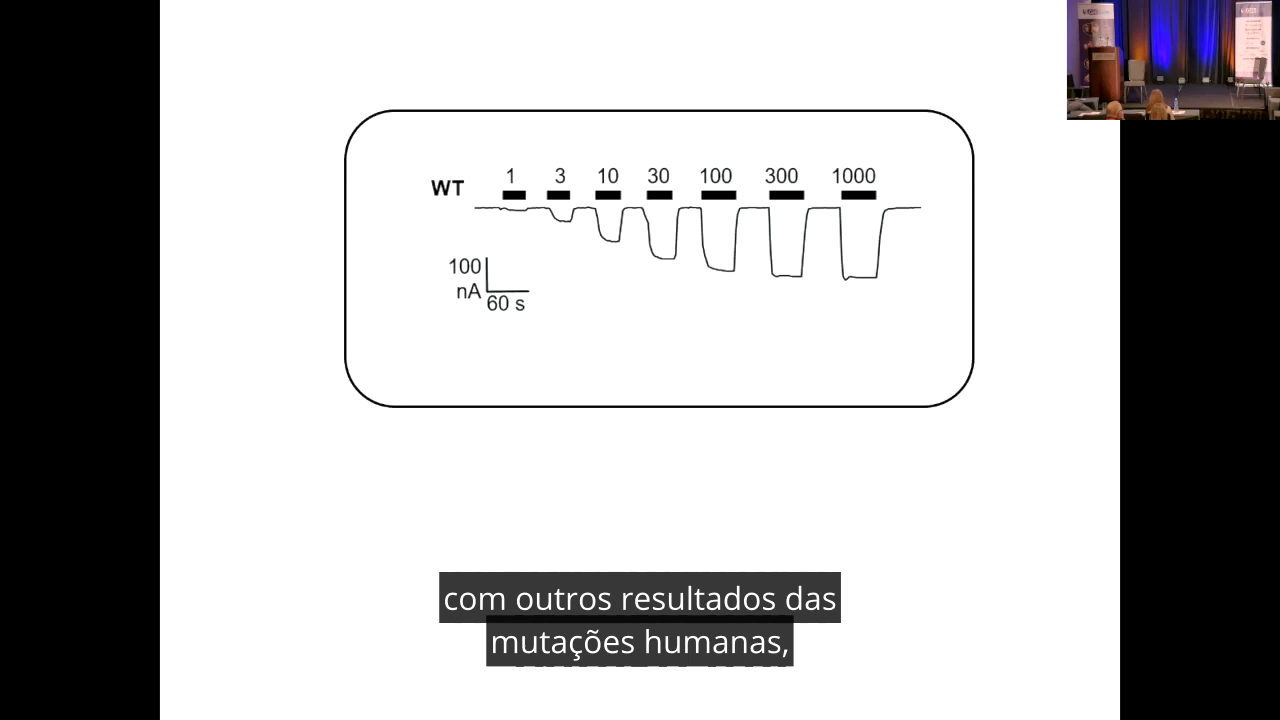 WT 1 3 10 30 100 300 1000
100
nA
60 s
com outros resultados das
mutações humanas,